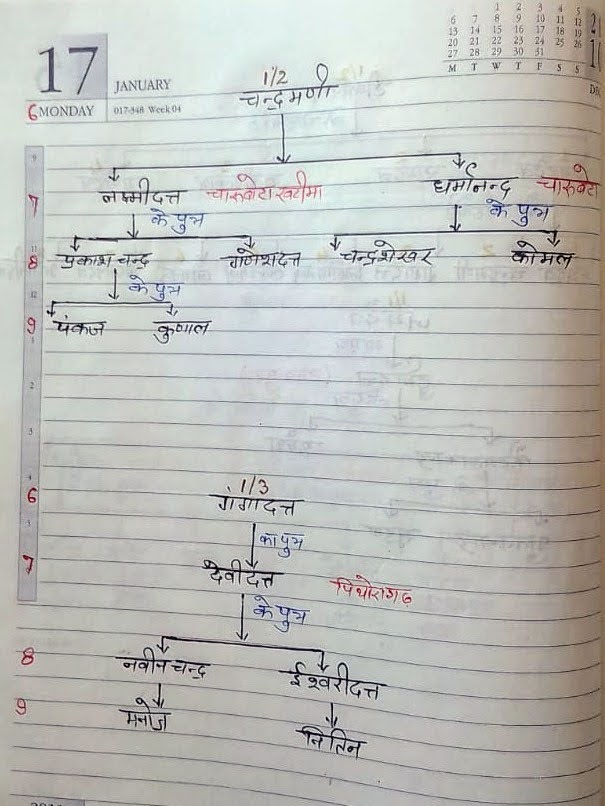 1 2 3 4 5
6 7 8 9 10 11 12
13 14 15 16 17 18 19
20 21 22 23 24 25 26
27 28 29 30 31
M T W T F S S
17 JANUARY
6 MONDAY 017-348 Week 04
1/2
चन्द्रमणी
7 लक्ष्मीदत्त चारुबेटा खटीमा धर्मानन्द चारुबेटा
के पुत्र के पुत्र
8 प्रकाश चन्द्र गणेशदत्त चन्द्रशेखर कोमल
के पुत्र
9 पंकज कुणाल
1/3
6 गंगादत्त
का पुत्र
7 देवीदत्त पिथौरागढ़
के पुत्र
8 नवीन चन्द्र ईश्वरीदत्त
9 मनोज नितिन